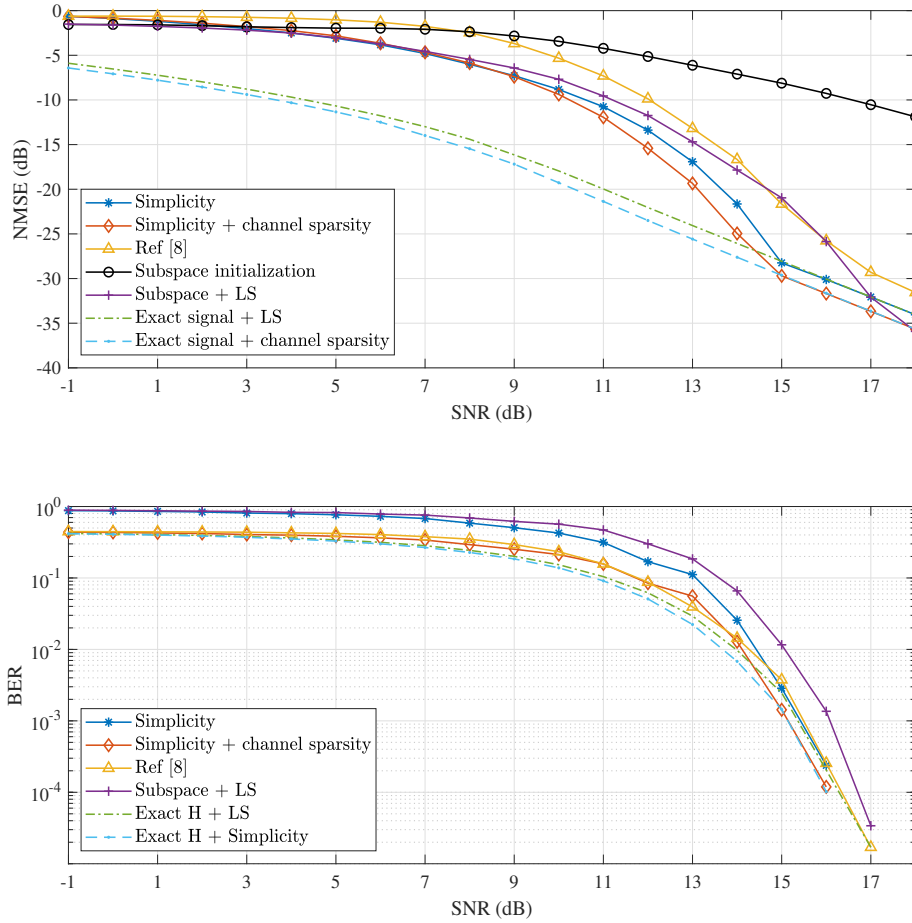 0
-5
-10
-15
-20
-25
-30
-35
-40
NMSE (dB)
Simplicity
Simplicity + channel sparsity
Ref [8]
Subspace initialization
Subspace + LS
Exact signal + LS
Exact signal + channel sparsity
-1 1 3 5 7 9 11 13 15 17
SNR (dB)
10^0
10^-1
10^-2
10^-3
10^-4
BER
Simplicity
Simplicity + channel sparsity
Ref [8]
Subspace + LS
Exact H + LS
Exact H + Simplicity
-1 1 3 5 7 9 11 13 15 17
SNR (dB)